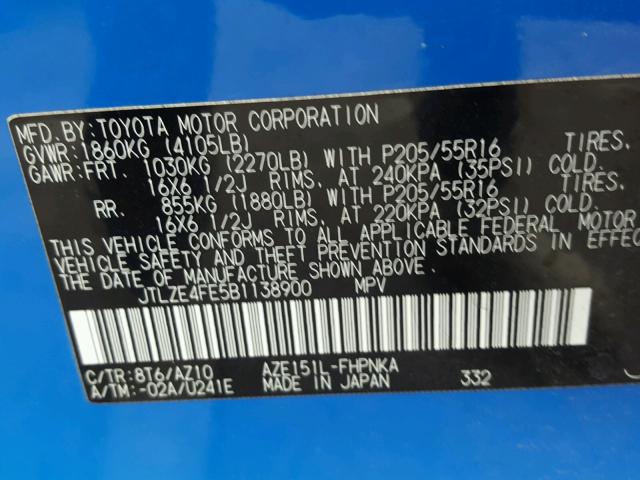 MFD.BY:TOYOTA MOTOR CORPORATION
GVWR:1860KG (4105LB)
GAWR:FRT. 1030KG (2270LB) WITH P205/55R16 TIRES.
16X6 1/2J RIMS, AT 240KPA (35PSI) COLD.
RR. 855KG (1880LB) WITH P205/55R16 TIRES.
16X6 1/2J RIMS, AT 220KPA (32PSI) COLD.
THIS VEHICLE CONFORMS TO ALL APPLICABLE FEDERAL MOTOR
VEHICLE SAFETY AND THEFT PREVENTION STANDARDS IN EFFEC
THE DATE OF MANUFACTURE SHOWN ABOVE.
JTLZE4FE5B1138900 MPV
C/TR:8T6/AZ10 AZE151L-FHPNKA
A/TM:-02A/U241E MADE IN JAPAN 332